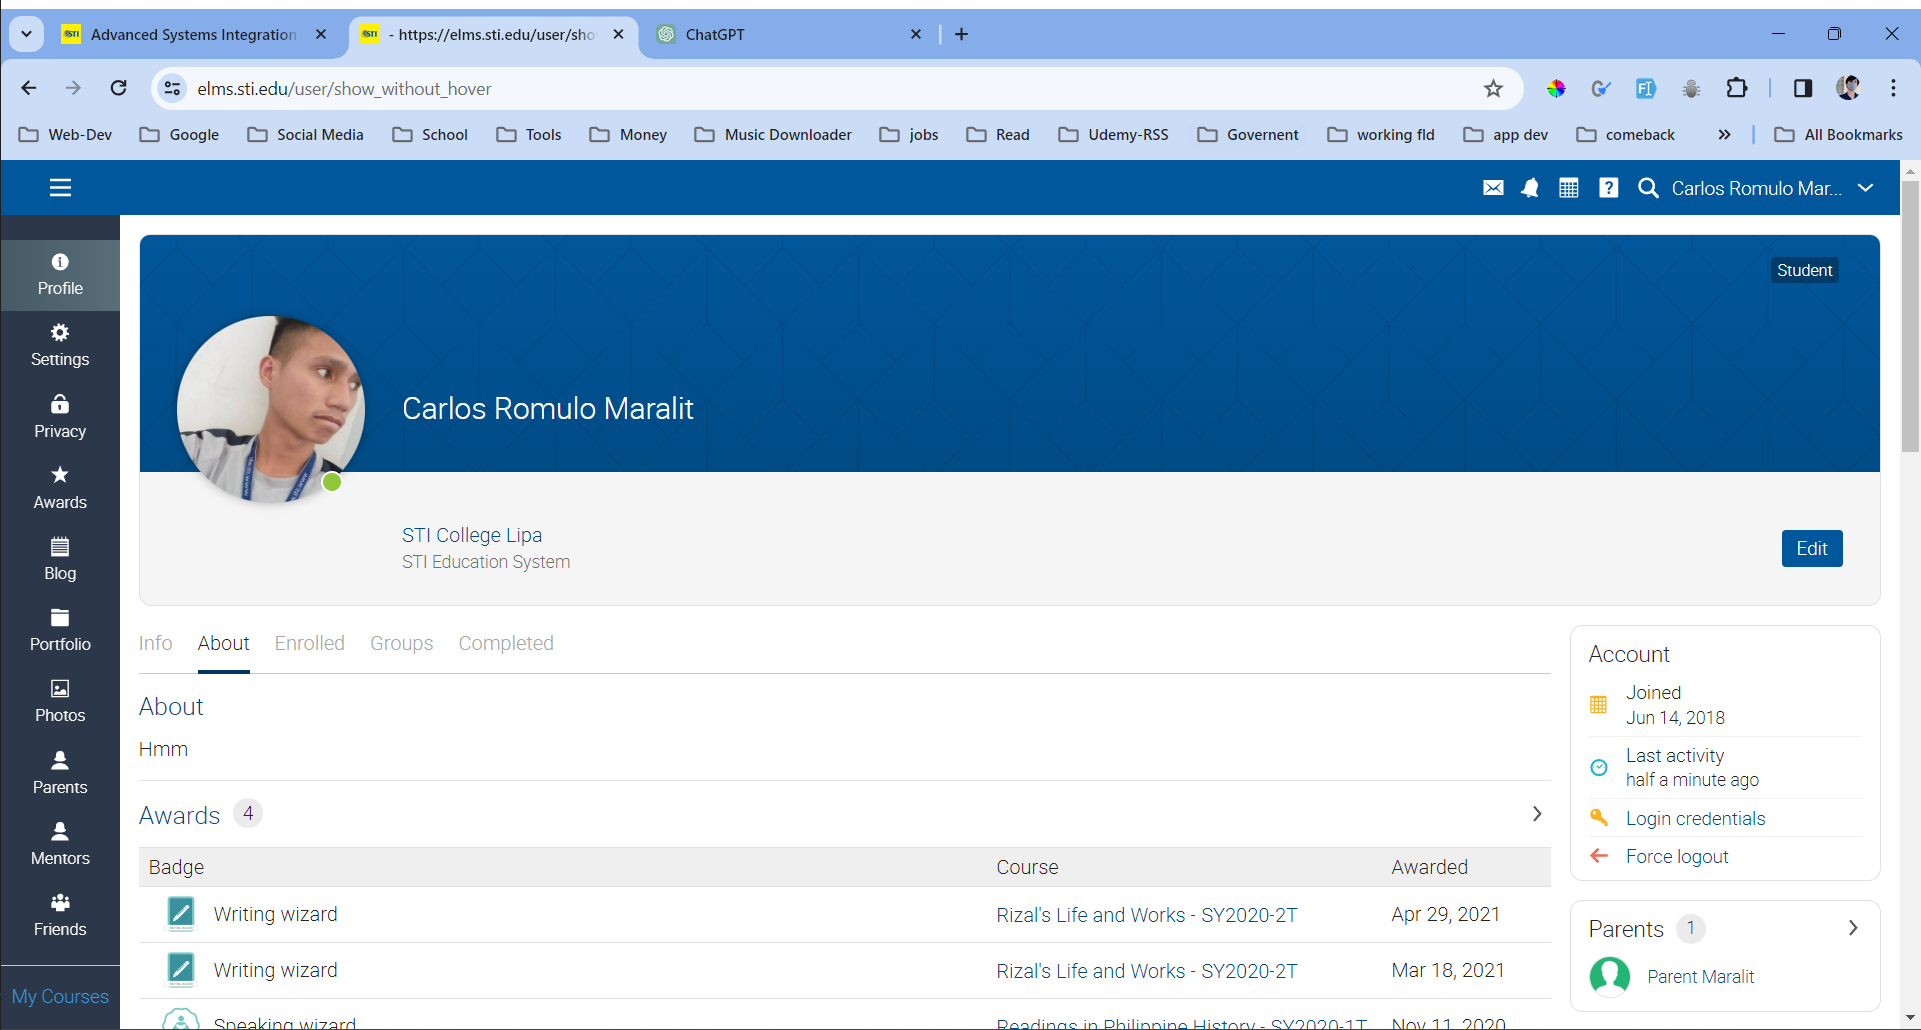 Advanced Systems Integration
- https://elms.sti.edu/user/sho
ChatGPT
elms.sti.edu/user/show_without_hover
Web-Dev
Google
Social Media
School
Tools
Money
Music Downloader
jobs
Read
Udemy-RSS
Governent
working fld
app dev
comeback
All Bookmarks
Carlos Romulo Mar...
Profile
Settings
Privacy
Awards
Blog
Portfolio
Photos
Parents
Mentors
Friends
My Courses
Student
Carlos Romulo Maralit
STI College Lipa
STI Education System
Edit
Info About Enrolled Groups Completed
About
Hmm
Awards 4
Badge Course Awarded
Writing wizard Rizal's Life and Works - SY2020-2T Apr 29, 2021
Writing wizard Rizal's Life and Works - SY2020-2T Mar 18, 2021
Speaking wizard Readings in Philippine History - SY2020-1T Nov 11, 2020
Account
Joined
Jun 14, 2018
Last activity
half a minute ago
Login credentials
Force logout
Parents 1
Parent Maralit